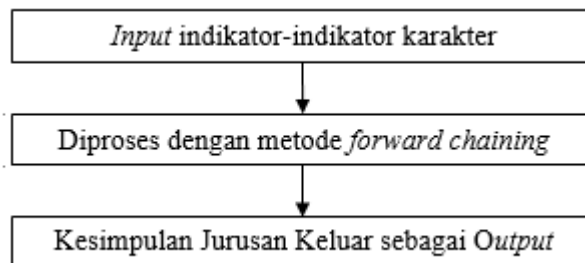 Input indikator-indikator karakter
Diproses dengan metode forward chaining
Kesimpulan Jurusan Keluar sebagai Output